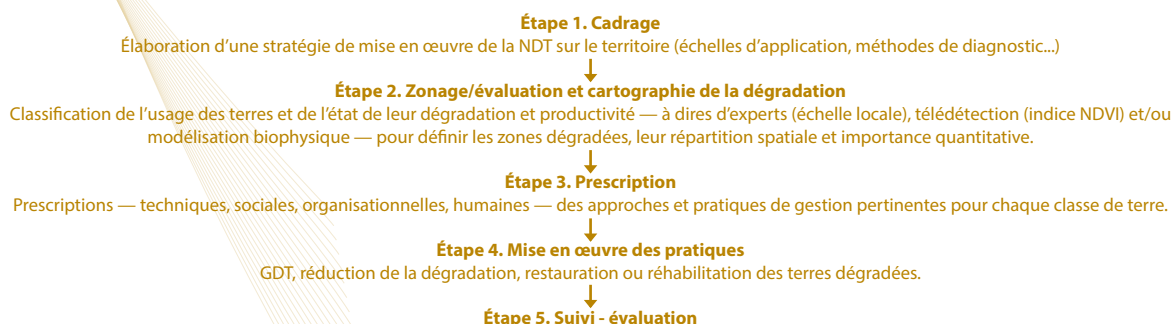 Étape 1. Cadrage
Élaboration d’une stratégie de mise en œuvre de la NDT sur le territoire (échelles d’application, méthodes de diagnostic...)
Étape 2. Zonage/évaluation et cartographie de la dégradation
Classification de l’usage des terres et de l’état de leur dégradation et productivité — à dires d’experts (échelle locale), télédétection (indice NDVI) et/ou
modélisation biophysique — pour définir les zones dégradées, leur répartition spatiale et importance quantitative.
Étape 3. Prescription
Prescriptions — techniques, sociales, organisationnelles, humaines — des approches et pratiques de gestion pertinentes pour chaque classe de terre.
Étape 4. Mise en œuvre des pratiques
GDT, réduction de la dégradation, restauration ou réhabilitation des terres dégradées.
Étape 5. Suivi - évaluation